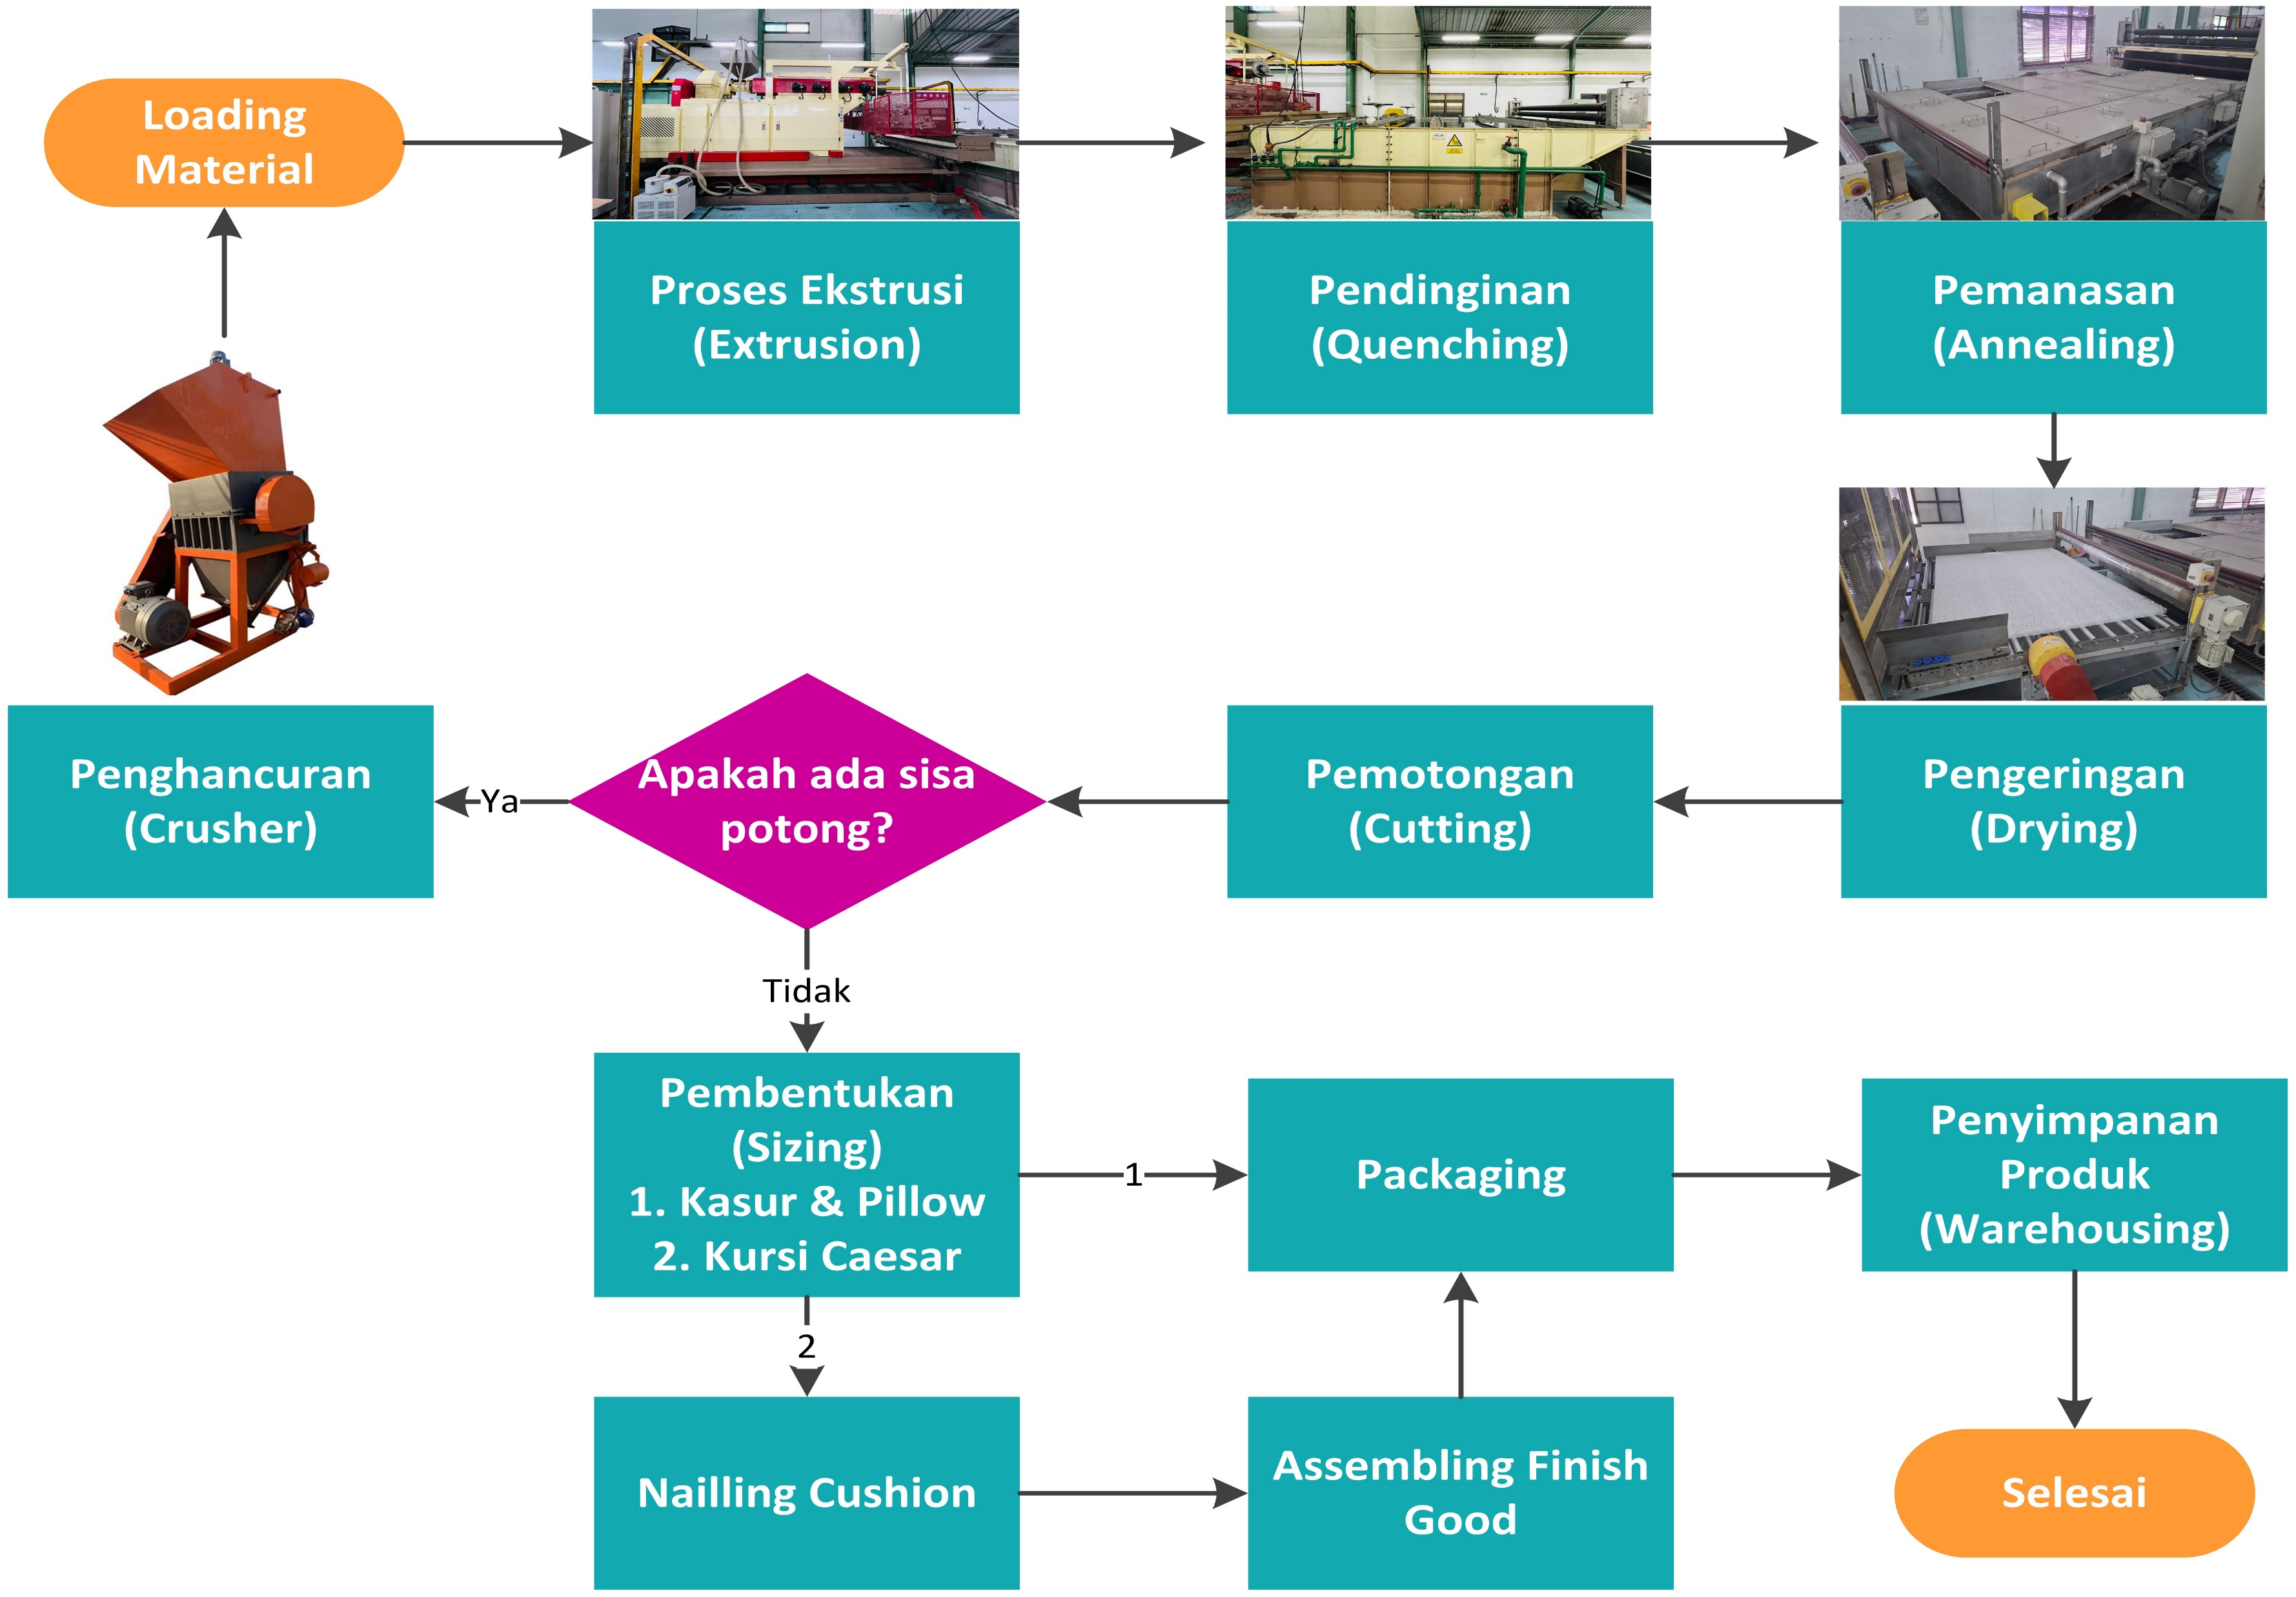 Loading
Material
Proses Ekstrusi
(Extrusion)
Pendinginan
(Quenching)
Pemanasan
(Annealing)
Penghancuran
(Crusher)
Ya
Apakah ada sisa
potong?
Pemotongan
(Cutting)
Pengeringan
(Drying)
Tidak
Pembentukan
(Sizing)
1. Kasur & Pillow
2. Kursi Caesar
1
Packaging
Penyimpanan
Produk
(Warehousing)
2
Nailling Cushion
Assembling Finish
Good
Selesai